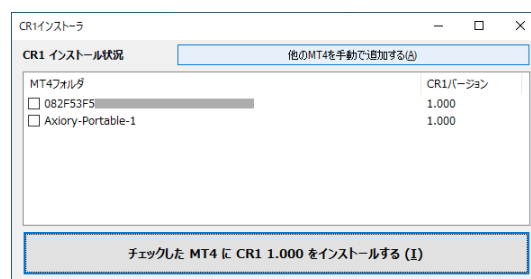 CR1インストーラ
CR1 インストール状況
他のMT4を手動で追加する(A)
MT4フォルダ CR1バージョン
082F53F5 1.000
Axiory-Portable-1 1.000
チェックした MT4 に CR1 1.000 をインストールする (I)